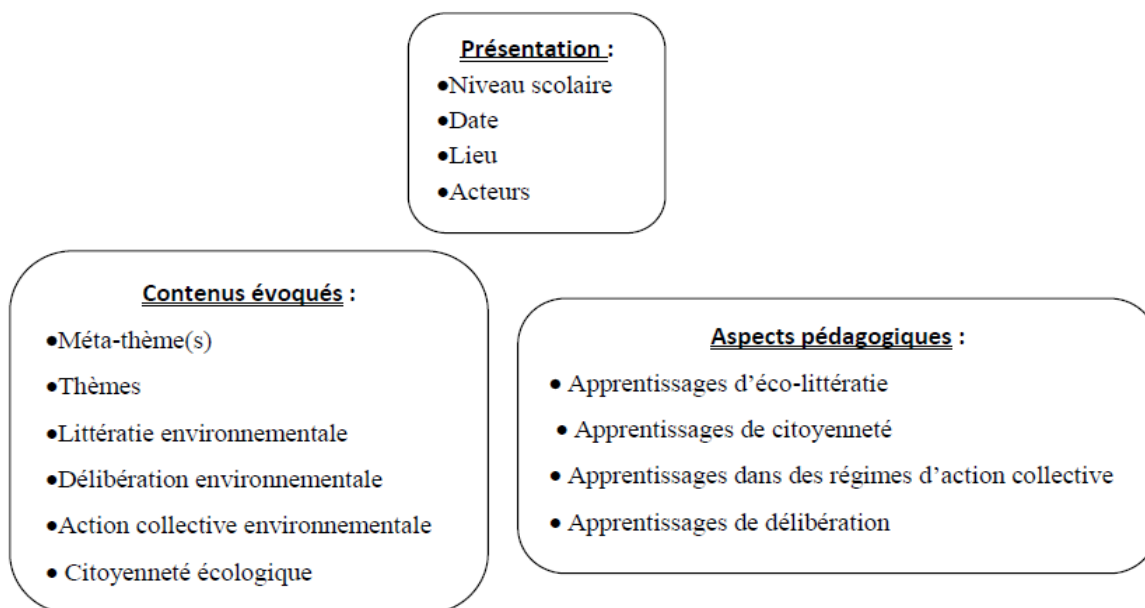 Présentation :
•Niveau scolaire
•Date
•Lieu
•Acteurs
Contenus évoqués :
•Méta-thème(s)
•Thèmes
•Littératie environnementale
•Délibération environnementale
•Action collective environnementale
• Citoyenneté écologique
Aspects pédagogiques :
• Apprentissages d’éco-littératie
• Apprentissages de citoyenneté
• Apprentissages dans des régimes d’action collective
• Apprentissages de délibération